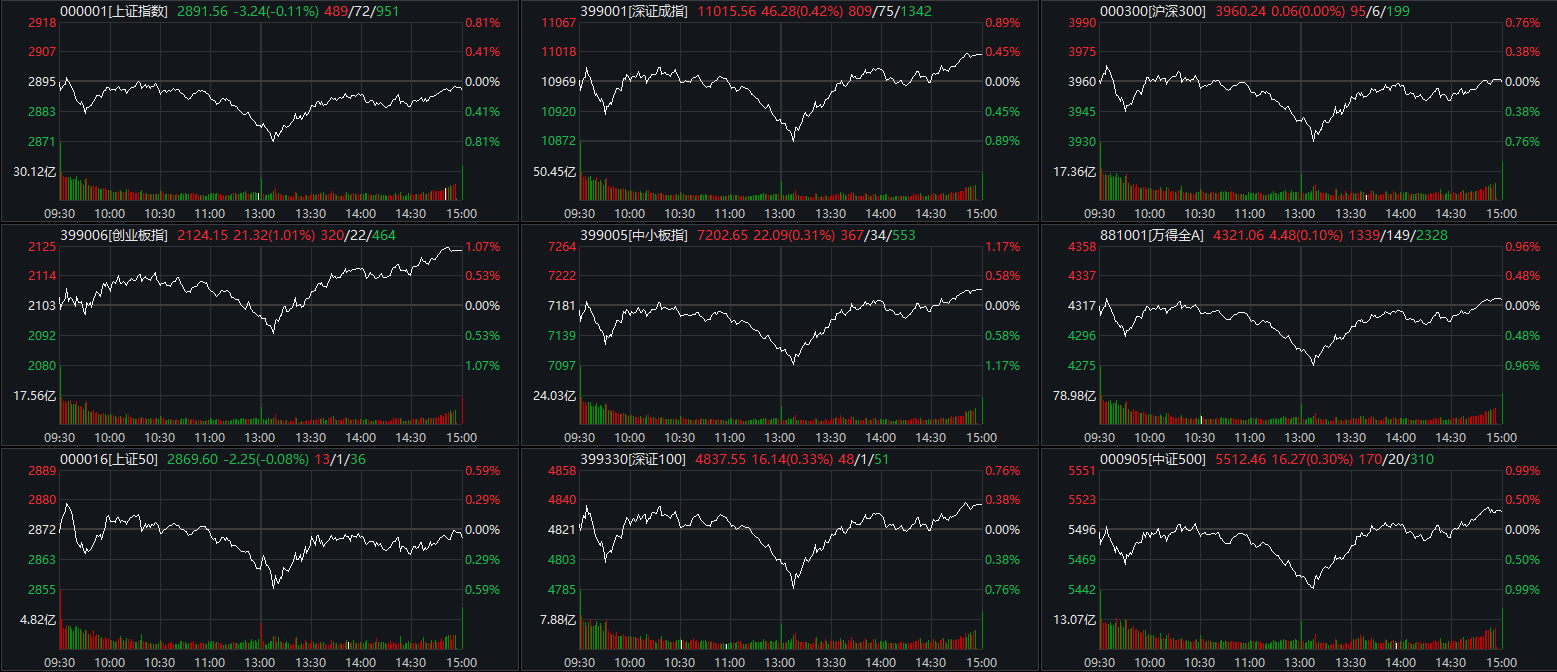 000001[上证指数] 2891.56 -3.24(-0.11%) 489/72/951
2918 0.81%
2907 0.41%
2895 0.00%
2883 0.41%
2871 0.81%
30.12亿
09:30 10:00 10:30 11:00 13:00 13:30 14:00 14:30 15:00
399001[深证成指] 11015.56 46.28(0.42%) 809/75/1342
11067 0.89%
11018 0.45%
10969 0.00%
10920 0.45%
10872 0.89%
50.45亿
09:30 10:00 10:30 11:00 13:00 13:30 14:00 14:30 15:00
000300[沪深300] 3960.24 0.06(0.00%) 95/6/199
3990 0.76%
3975 0.38%
3960 0.00%
3945 0.38%
3930 0.76%
17.36亿
09:30 10:00 10:30 11:00 13:00 13:30 14:00 14:30 15:00
399006[创业板指] 2124.15 21.32(1.01%) 320/22/464
2125 1.07%
2114 0.53%
2103 0.00%
2092 0.53%
2080 1.07%
17.56亿
09:30 10:00 10:30 11:00 13:00 13:30 14:00 14:30 15:00
399005[中小板指] 7202.65 22.09(0.31%) 367/34/553
7264 1.17%
7222 0.58%
7181 0.00%
7139 0.58%
7097 1.17%
24.03亿
09:30 10:00 10:30 11:00 13:00 13:30 14:00 14:30 15:00
881001[万得全A] 4321.06 4.48(0.10%) 1339/149/2328
4358 0.96%
4337 0.48%
4317 0.00%
4296 0.48%
4275 0.96%
78.98亿
09:30 10:00 10:30 11:00 13:00 13:30 14:00 14:30 15:00
000016[上证50] 2869.60 -2.25(-0.08%) 13/1/36
2889 0.59%
2880 0.29%
2872 0.00%
2863 0.29%
2855 0.59%
4.82亿
09:30 10:00 10:30 11:00 13:00 13:30 14:00 14:30 15:00
399330[深证100] 4837.55 16.14(0.33%) 48/1/51
4858 0.76%
4840 0.38%
4821 0.00%
4803 0.38%
4785 0.76%
7.88亿
09:30 10:00 10:30 11:00 13:00 13:30 14:00 14:30 15:00
000905[中证500] 5512.46 16.27(0.30%) 170/20/310
5551 0.99%
5523 0.50%
5496 0.00%
5469 0.50%
5442 0.99%
13.07亿
09:30 10:00 10:30 11:00 13:00 13:30 14:00 14:30 15:00